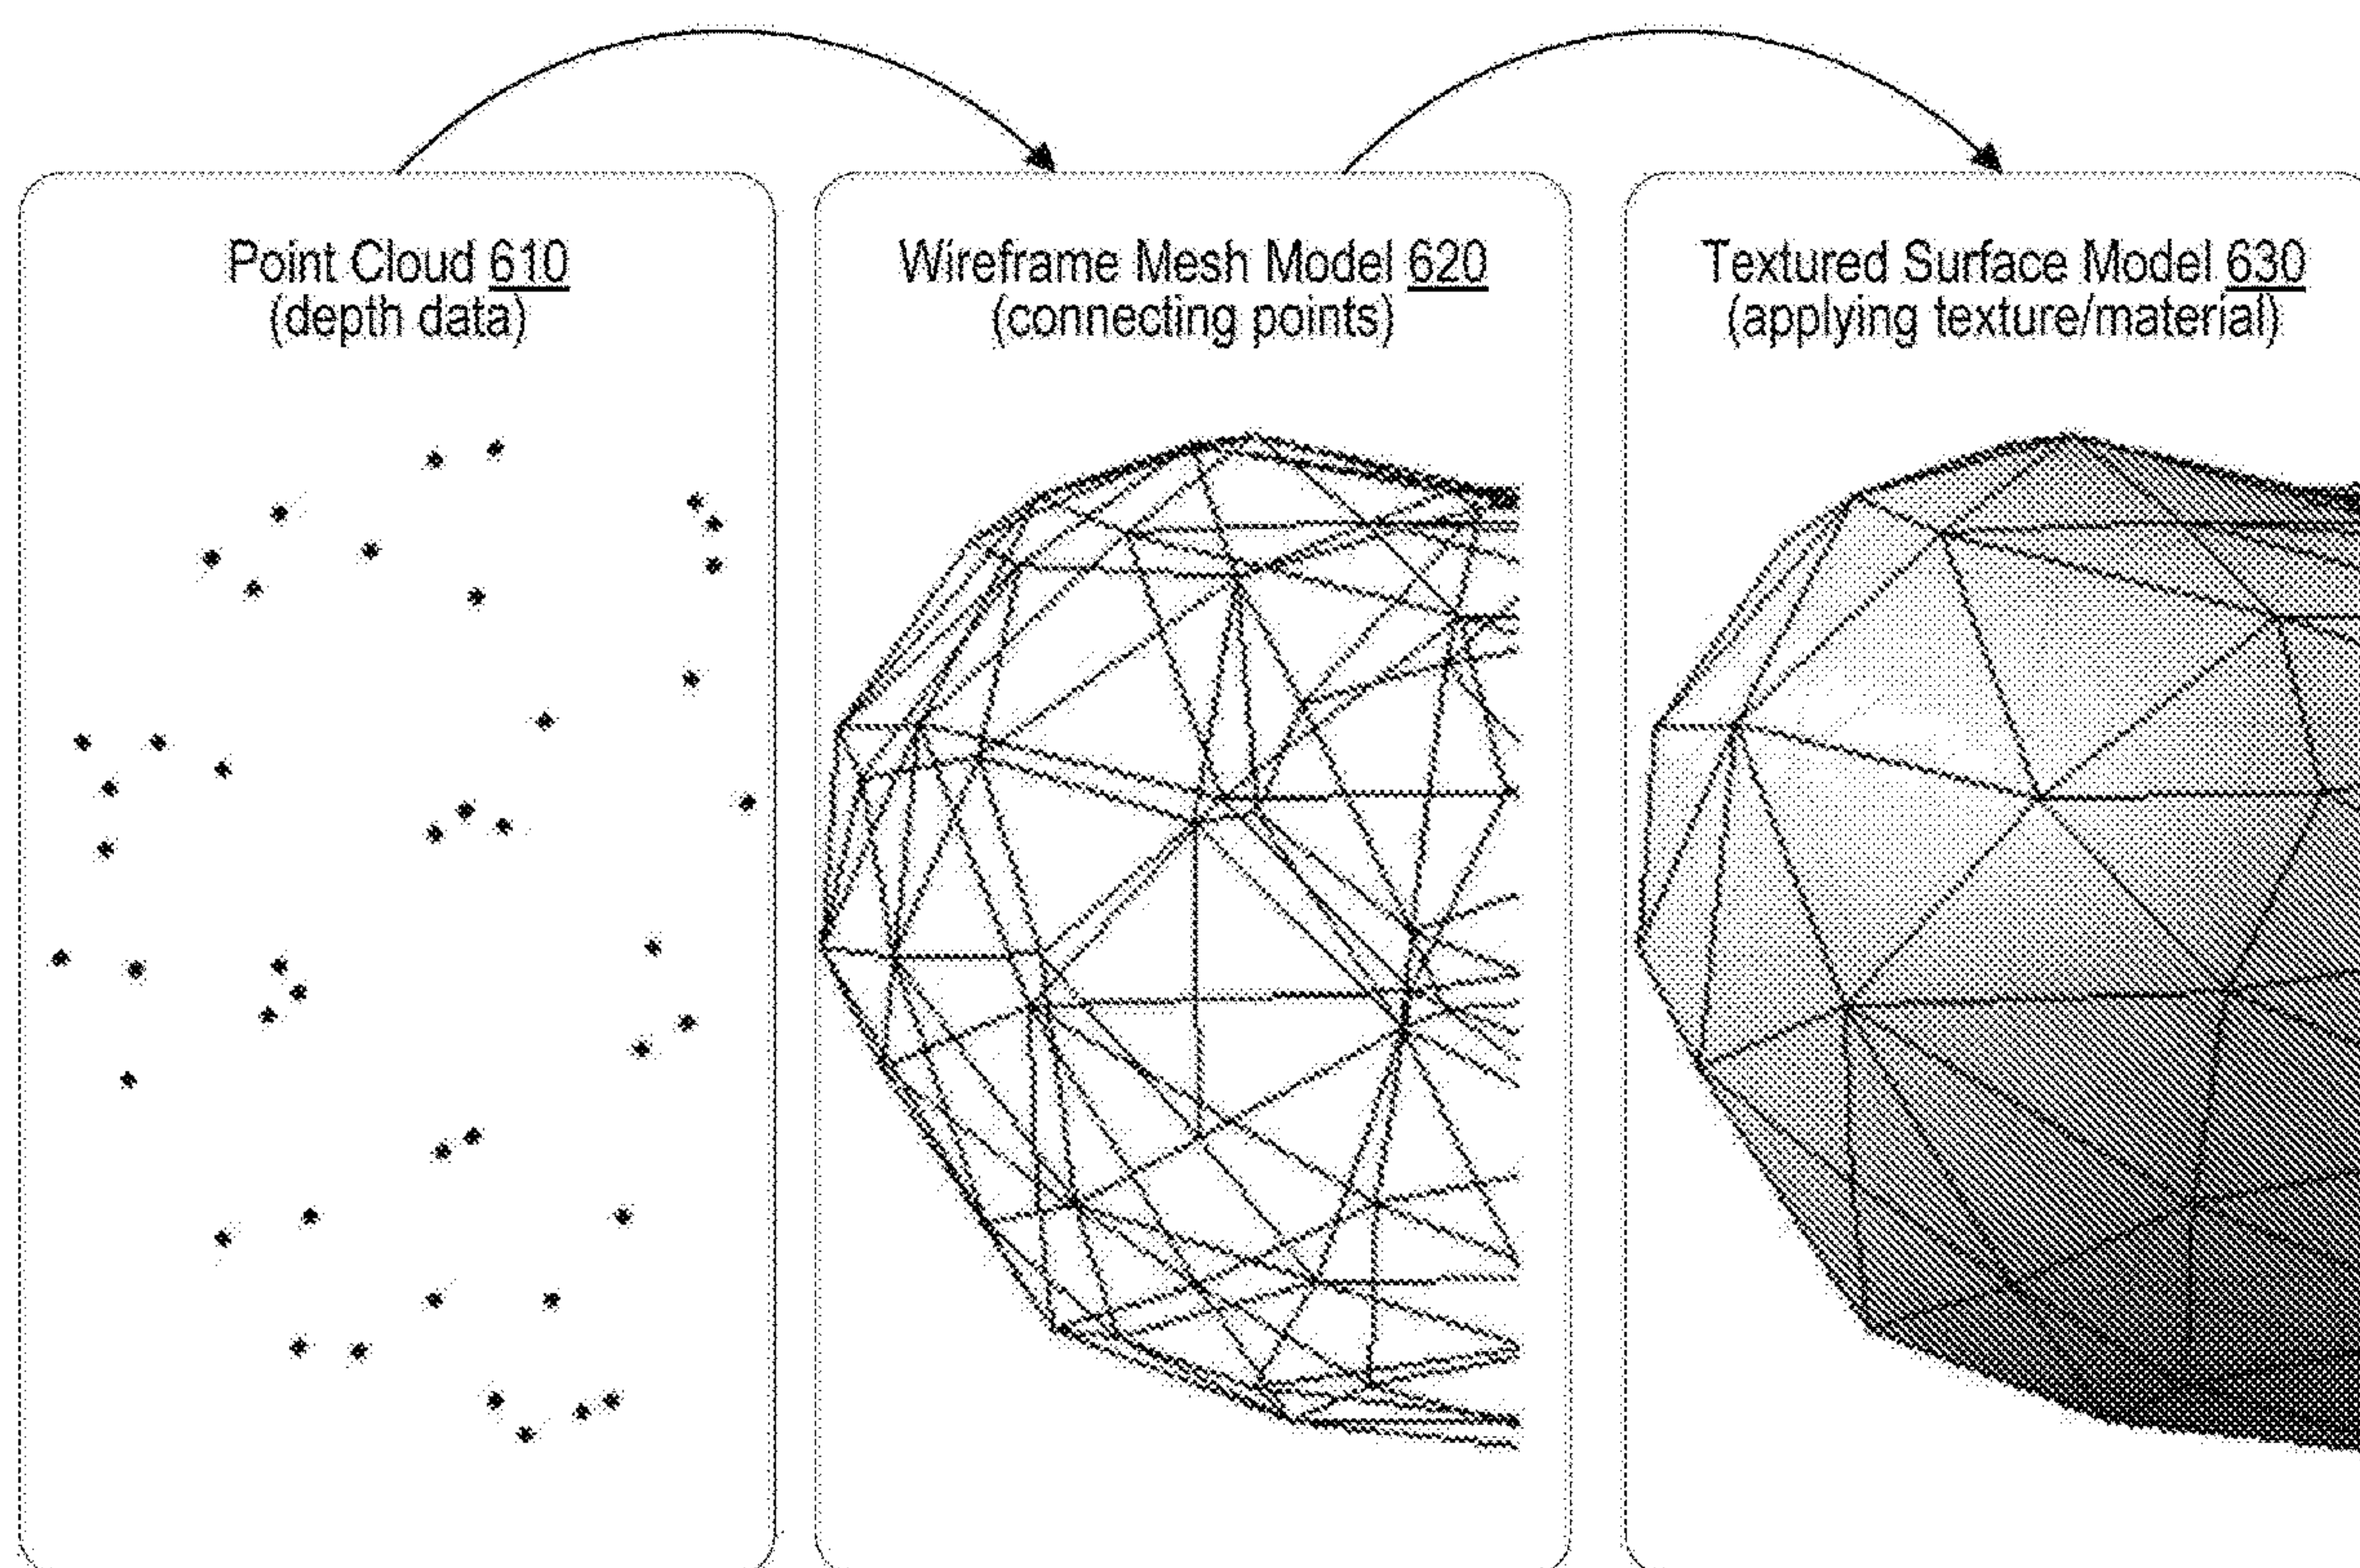 Point Cloud 610
(depth data)
Wireframe Mesh Model 620
(connecting points)
Textured Surface Model 630
(applying texture/material)